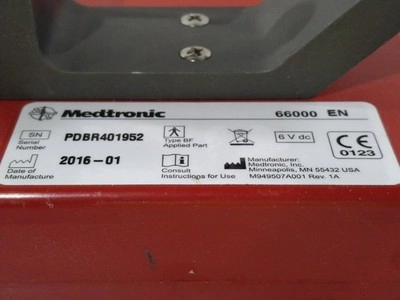 Medtronic 66000 EN
SN Serial Number PDBR401952 Type BF Applied Part 6 V dc CE 0123
Date of Manufacture 2016-01 Consult Instructions for Use Manufacturer: Medtronic, Inc. Minneapolis, MN 55432 USA
M949507A001 Rev. 1A